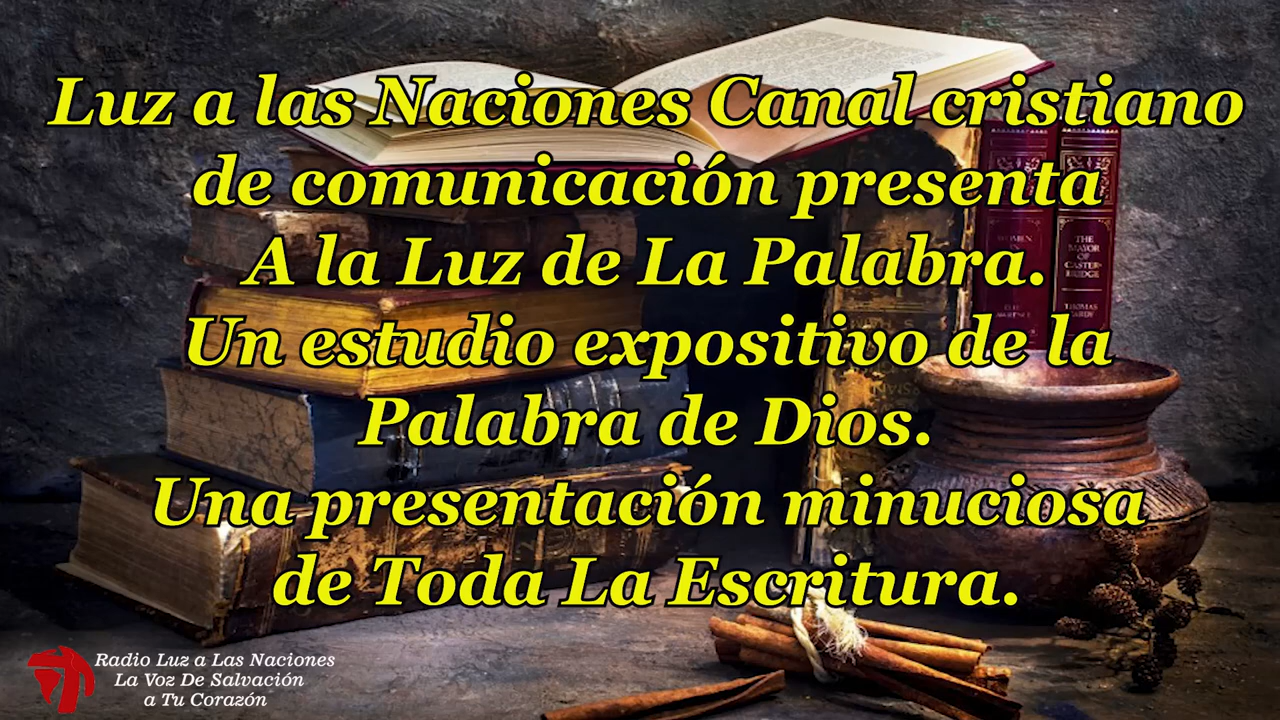 Luz a las Naciones Canal cristiano
de comunicación presenta
A la Luz de La Palabra.
Un estudio expositivo de la
Palabra de Dios.
Una presentación minuciosa
de Toda La Escritura.
THE
MAYOR
OF
CASTER-
BRIDGE
THOMAS
HARDY
Radio Luz a Las Naciones
La Voz De Salvación
a Tu Corazón